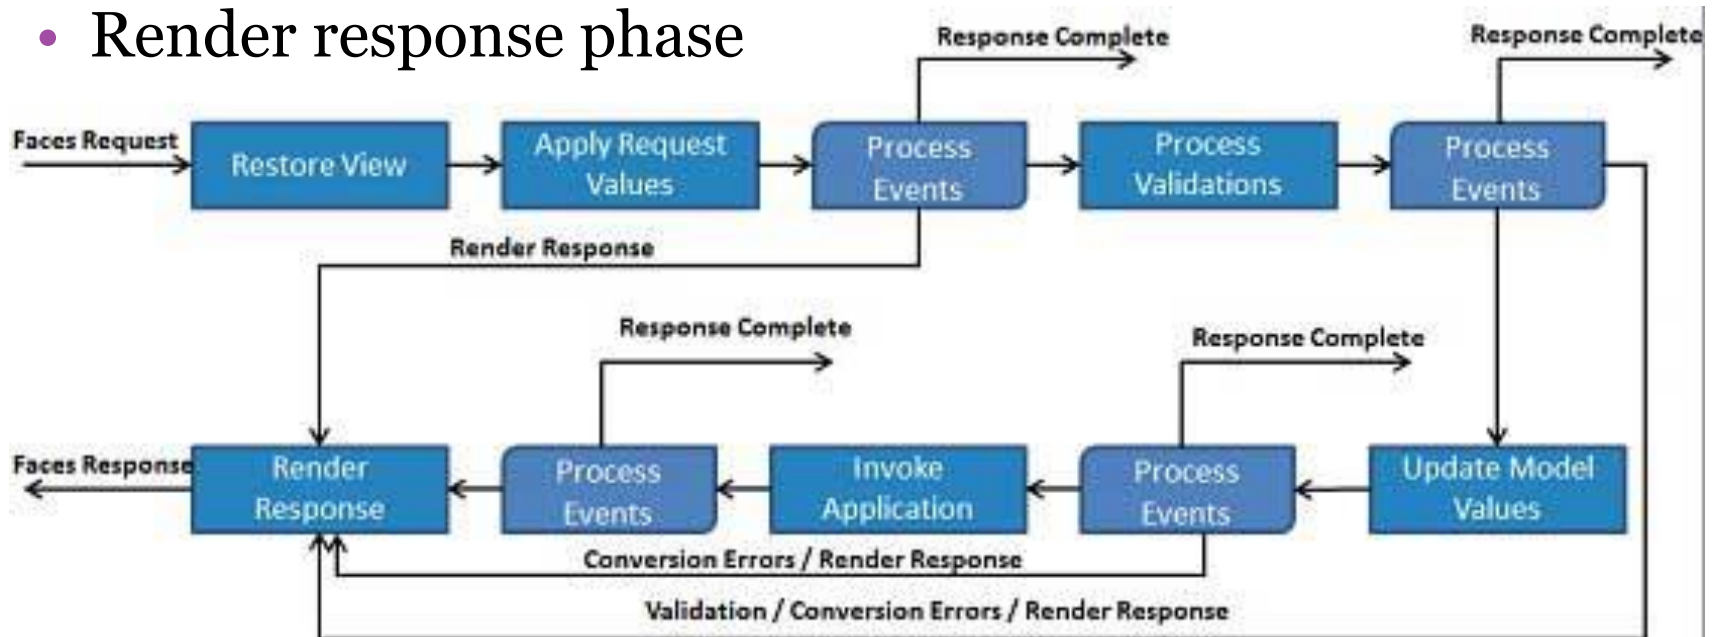 • Render response phase
Response Complete
Response Complete
Faces Request
Restore View
Apply Request
Values
Process
Events
Process
Validations
Process
Events
Render Response
Response Complete
Response Complete
Faces Response
Render
Response
Process
Events
Invoke
Application
Process
Events
Update Model
Values
Conversion Errors / Render Response
Validation / Conversion Errors / Render Response